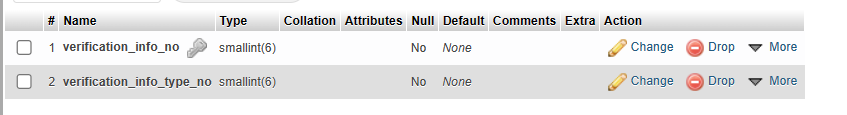 # Name Type Collation Attributes Null Default Comments Extra Action
1 verification_info_no smallint(6) No None Change Drop More
2 verification_info_type_no smallint(6) No None Change Drop More